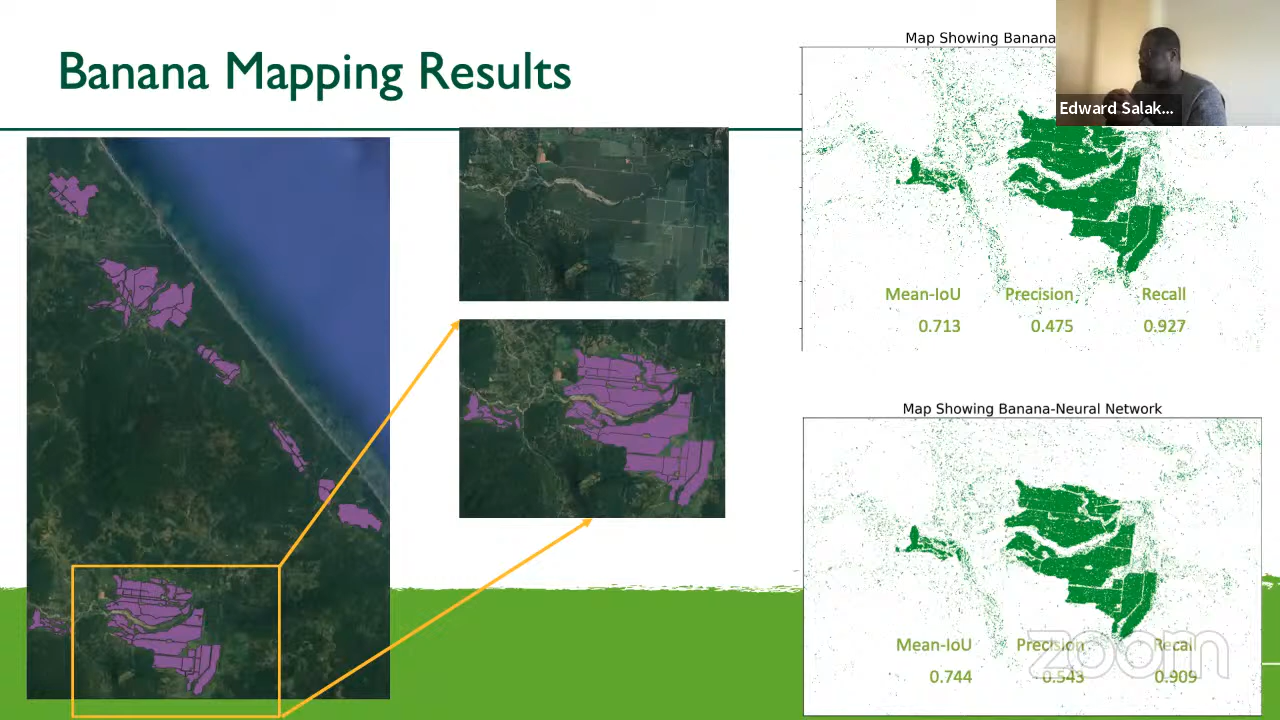 Banana Mapping Results
Map Showing Banana
Edward Salak...
Mean-IoU Precision Recall
0.713 0.475 0.927
Map Showing Banana-Neural Network
Mean-IoU Precision Recall
0.744 0.543 0.909
zoom